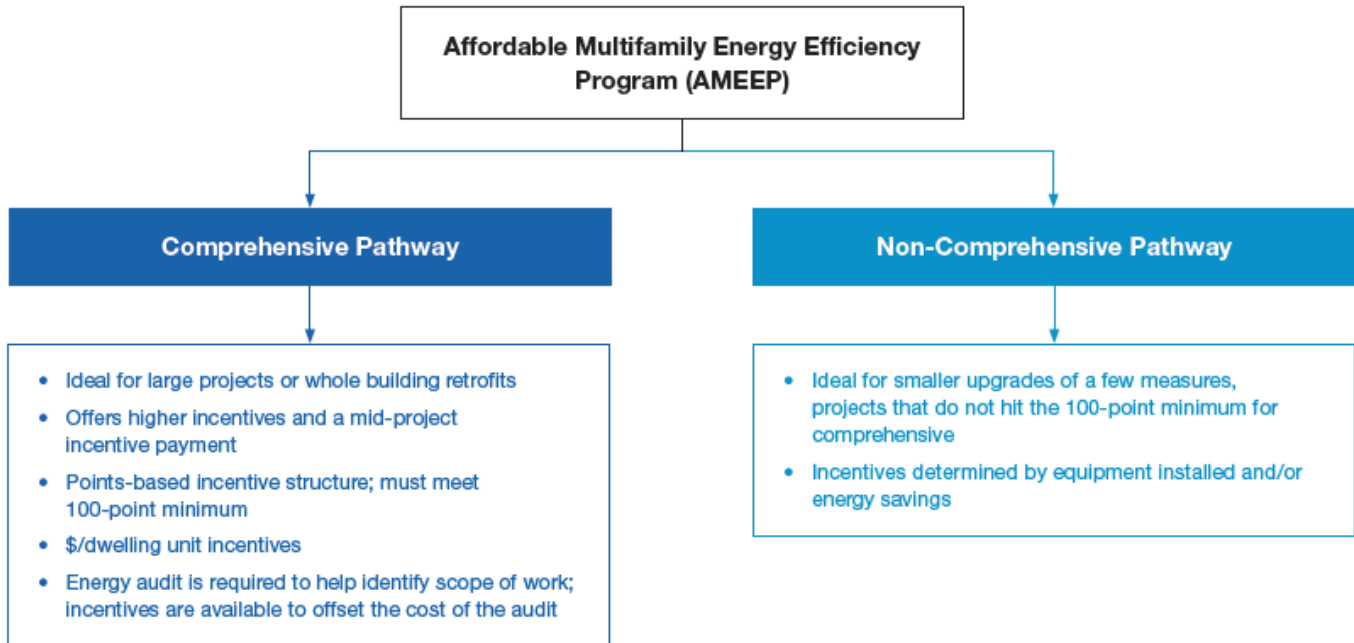 Affordable Multifamily Energy Efficiency
Program (AMEEP)
Comprehensive Pathway
• Ideal for large projects or whole building retrofits
• Offers higher incentives and a mid-project
incentive payment
• Points-based incentive structure; must meet
100-point minimum
• $/dwelling unit incentives
• Energy audit is required to help identify scope of work;
incentives are available to offset the cost of the audit
Non-Comprehensive Pathway
• Ideal for smaller upgrades of a few measures,
projects that do not hit the 100-point minimum for
comprehensive
• Incentives determined by equipment installed and/or
energy savings